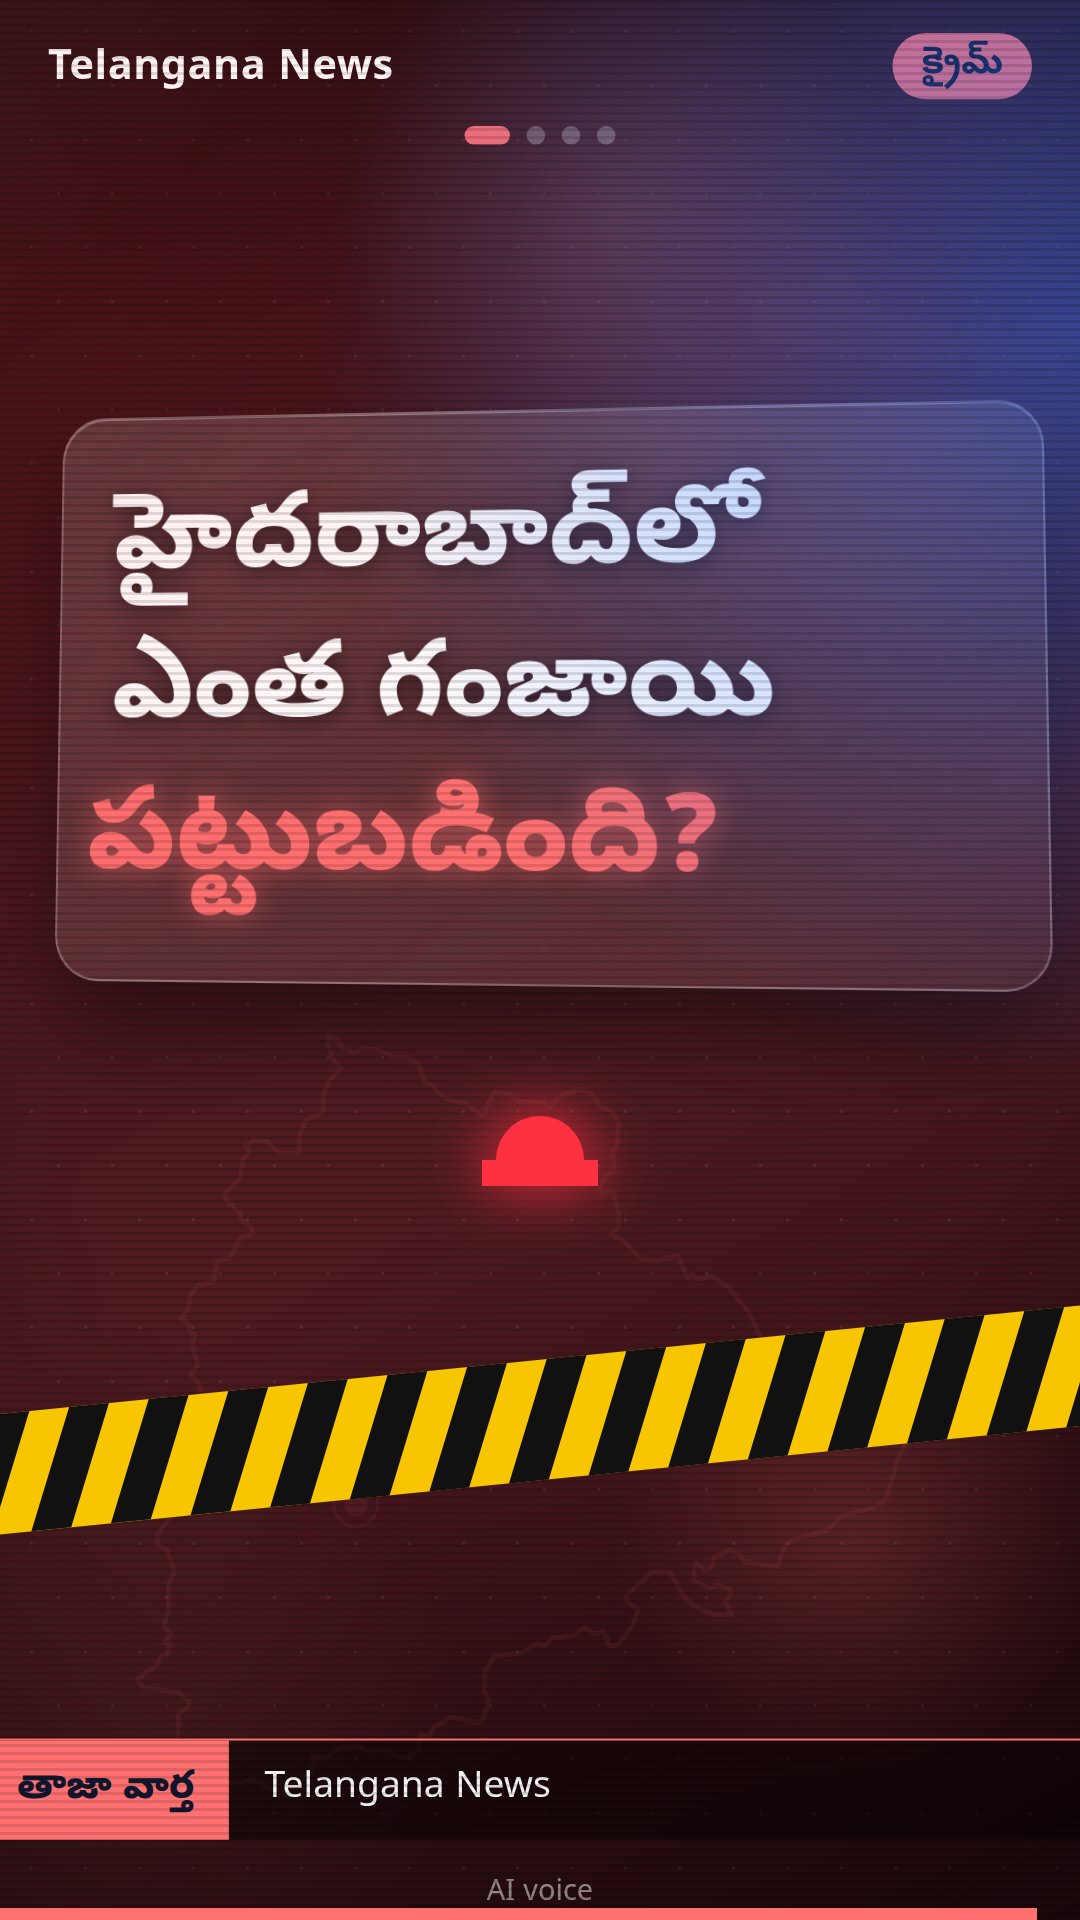 Telangana News
క్రైమ్
హైదరాబాద్‌లో
ఎంత గంజాయి
పట్టుబడింది?
తాజా వార్త
Telangana News
AI voice